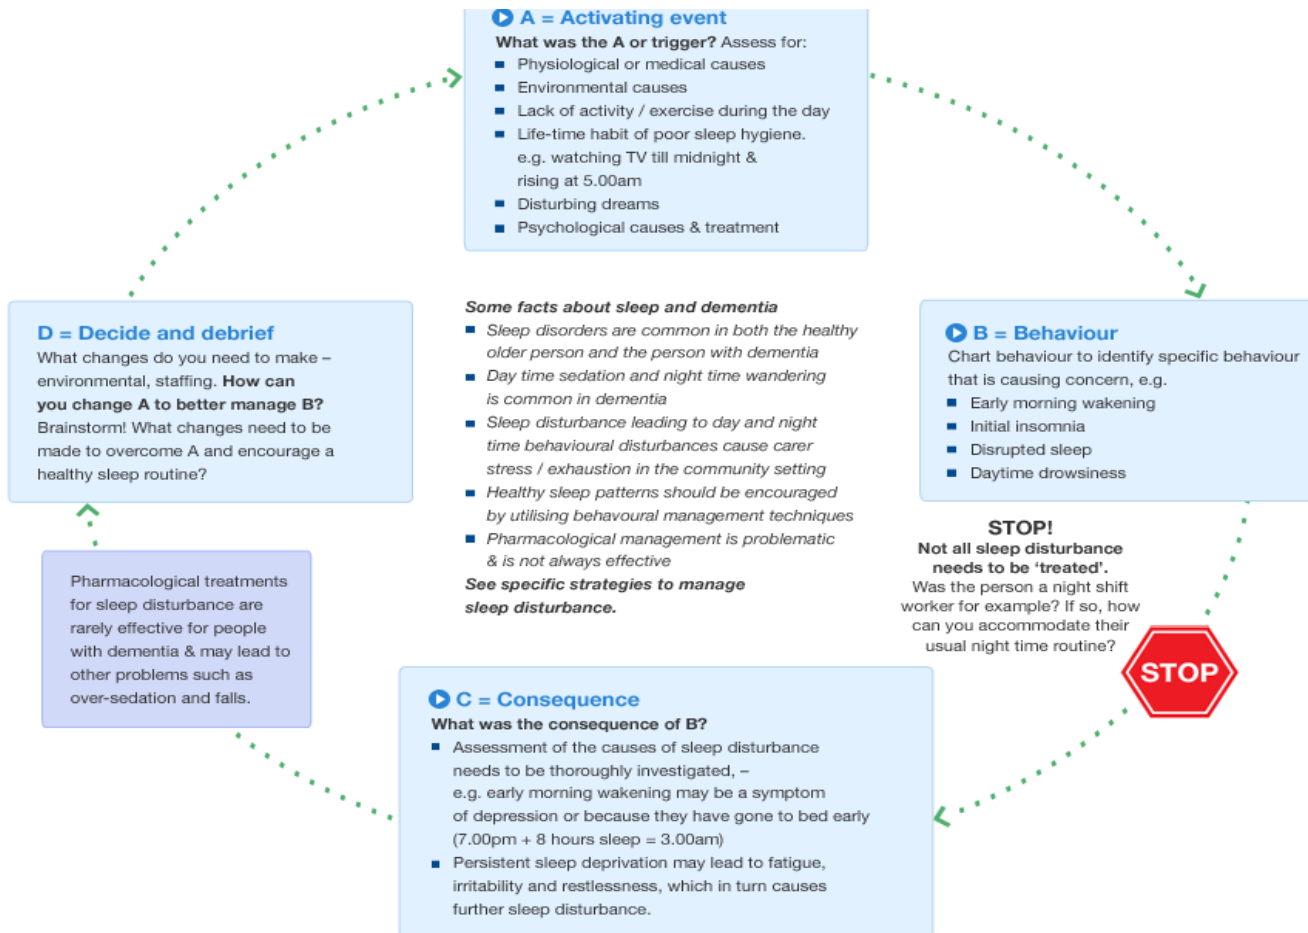 A = Activating event
What was the A or trigger? Assess for:
Physiological or medical causes
Environmental causes
Lack of activity / exercise during the day
Life-time habit of poor sleep hygiene.
e.g. watching TV till midnight &
rising at 5.00am
Disturbing dreams
Psychological causes & treatment
B = Behaviour
Chart behaviour to identify specific behaviour
that is causing concern, e.g.
Early morning wakening
Initial insomnia
Disrupted sleep
Daytime drowsiness
STOP!
Not all sleep disturbance
needs to be ‘treated’.
Was the person a night shift
worker for example? If so, how
can you accommodate their
usual night time routine?
STOP
C = Consequence
What was the consequence of B?
Assessment of the causes of sleep disturbance
needs to be thoroughly investigated, –
e.g. early morning wakening may be a symptom
of depression or because they have gone to bed early
(7.00pm + 8 hours sleep = 3.00am)
Persistent sleep deprivation may lead to fatigue,
irritability and restlessness, which in turn causes
further sleep disturbance.
Pharmacological treatments
for sleep disturbance are
rarely effective for people
with dementia & may lead to
other problems such as
over-sedation and falls.
D = Decide and debrief
What changes do you need to make –
environmental, staffing. How can
you change A to better manage B?
Brainstorm! What changes need to be
made to overcome A and encourage a
healthy sleep routine?
Some facts about sleep and dementia
Sleep disorders are common in both the healthy
older person and the person with dementia
Day time sedation and night time wandering
is common in dementia
Sleep disturbance leading to day and night
time behavioural disturbances cause carer
stress / exhaustion in the community setting
Healthy sleep patterns should be encouraged
by utilising behavoural management techniques
Pharmacological management is problematic
& is not always effective
See specific strategies to manage
sleep disturbance.